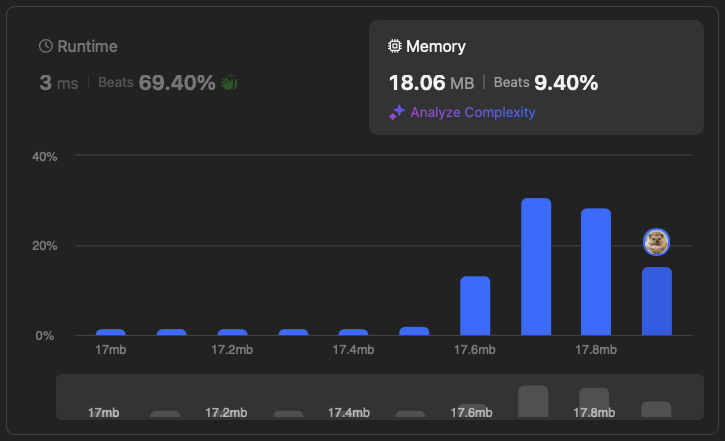 Runtime
Memory
3 ms | Beats 69.40%
18.06 MB | Beats 9.40%
Analyze Complexity
40%
20%
0%
17mb 17.2mb 17.4mb 17.6mb 17.8mb
17mb 17.2mb 17.4mb 17.6mb 17.8mb